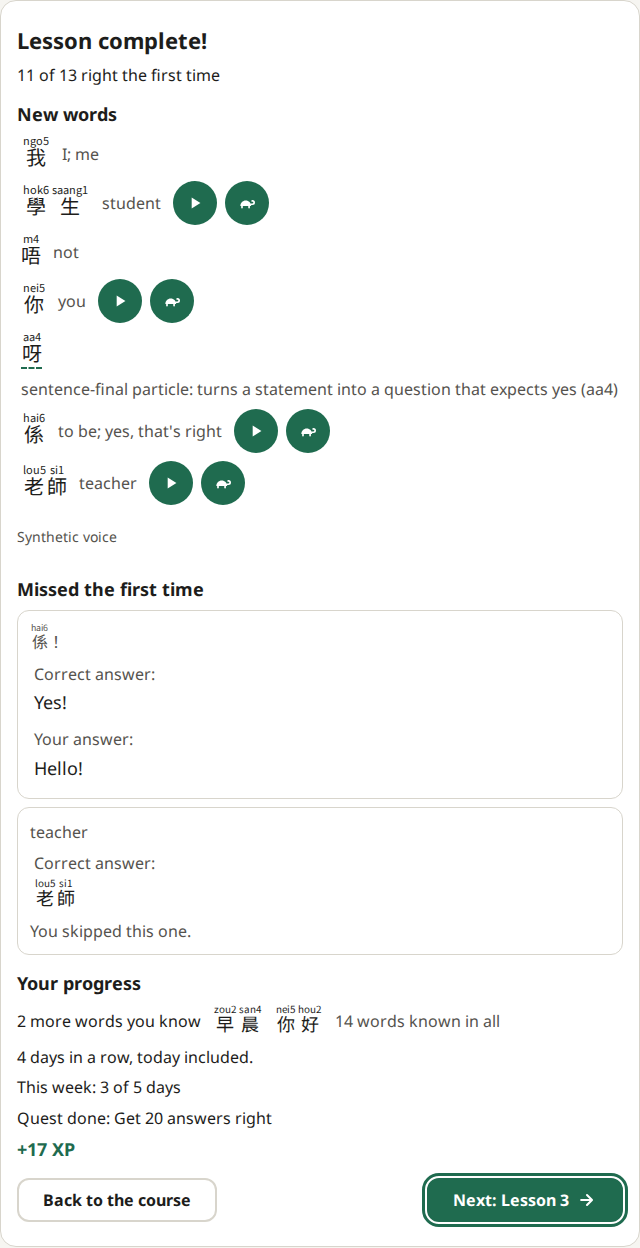 Lesson complete!
11 of 13 right the first time
New words
ngo5
我 I; me
hok6 saang1
學生 student
m4
唔 not
nei5
你 you
aa4
呀
sentence-final particle: turns a statement into a question that expects yes (aa4)
hai6
係 to be; yes, that's right
lou5 si1
老師 teacher
Synthetic voice
Missed the first time
hai6
係！
Correct answer:
Yes!
Your answer:
Hello!
teacher
Correct answer:
lou5 si1
老師
You skipped this one.
Your progress
zou2 san4 nei5 hou2
2 more words you know 早晨 你好 14 words known in all
4 days in a row, today included.
This week: 3 of 5 days
Quest done: Get 20 answers right
+17 XP
Back to the course
Next: Lesson 3 →